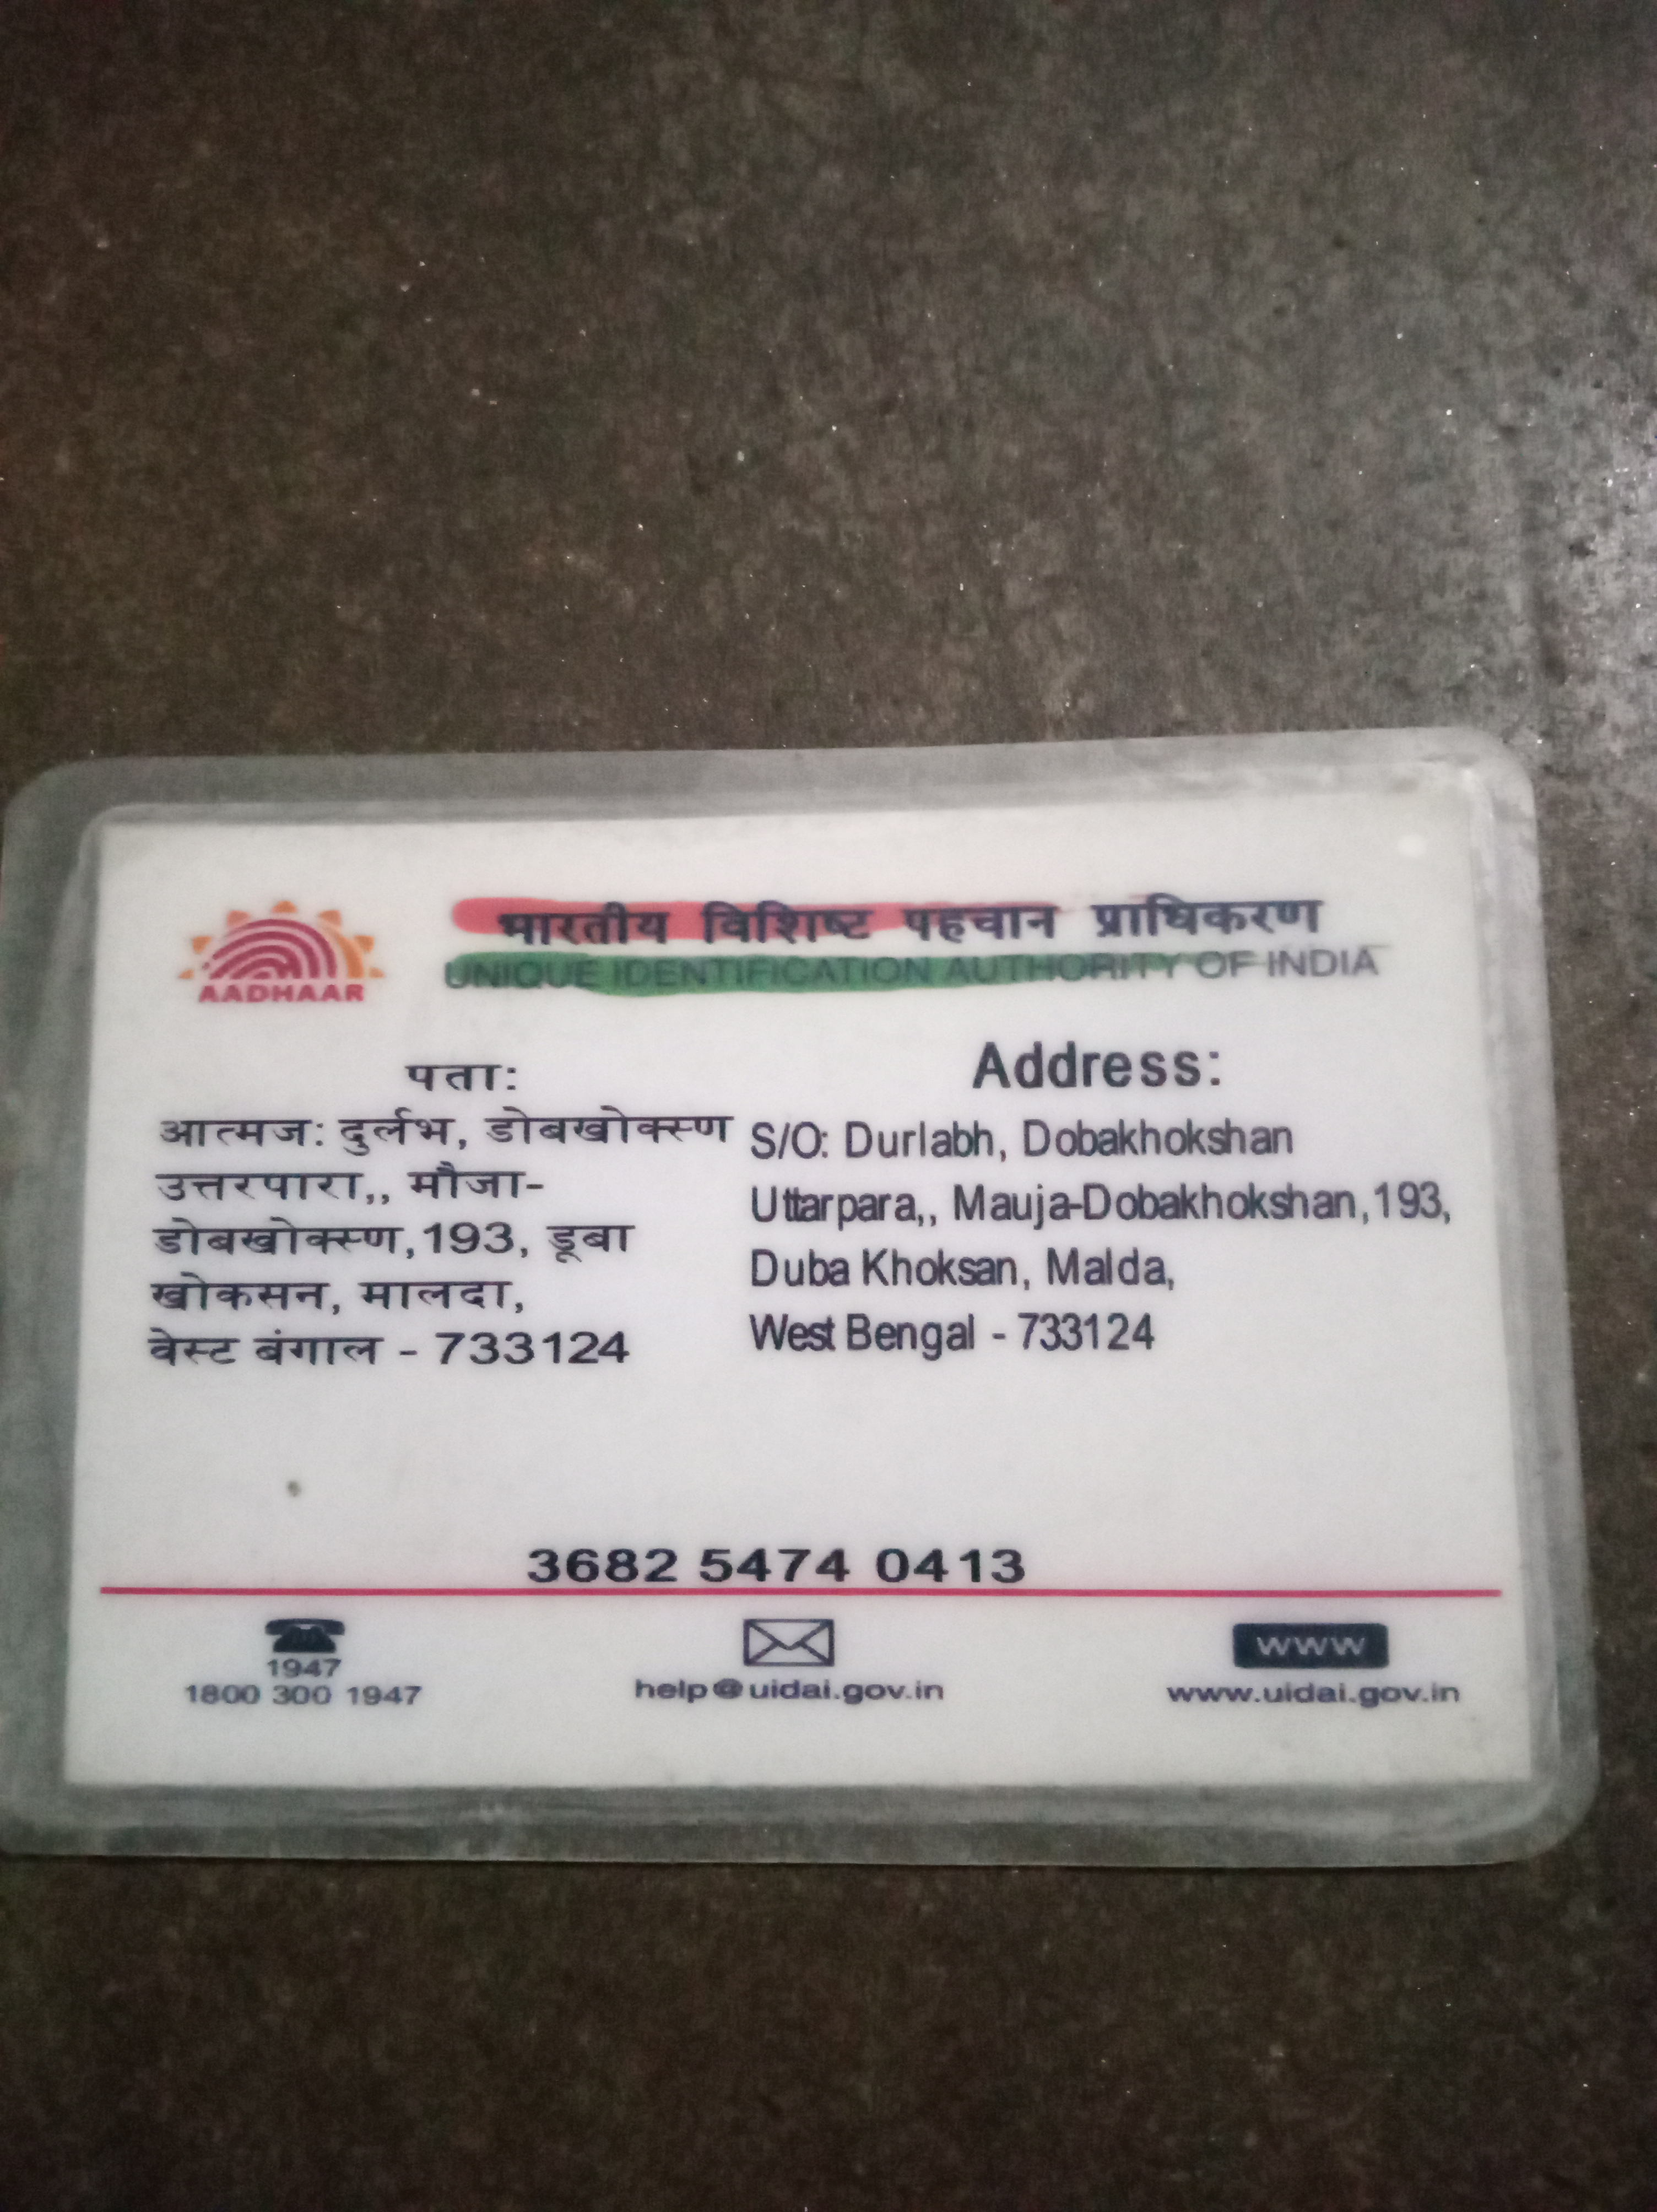 भारतीय विशिष्ट पहचान प्राधिकरण
UNIQUE IDENTIFICATION AUTHORITY OF INDIA
AADHAAR
पता:
आत्मज: दुर्लभ, डोबखोक्स्ण
उत्तरपारा,, मौजा-
डोबखोक्स्ण,193, डूबा
खोकसन, मालदा,
वेस्ट बंगाल - 733124
Address:
S/O: Durlabh, Dobakhokshan
Uttarpara,, Mauja-Dobakhokshan,193,
Duba Khoksan, Malda,
West Bengal - 733124
3682 5474 0413
1947
1800 300 1947
help@uidai.gov.in
www
www.uidai.gov.in